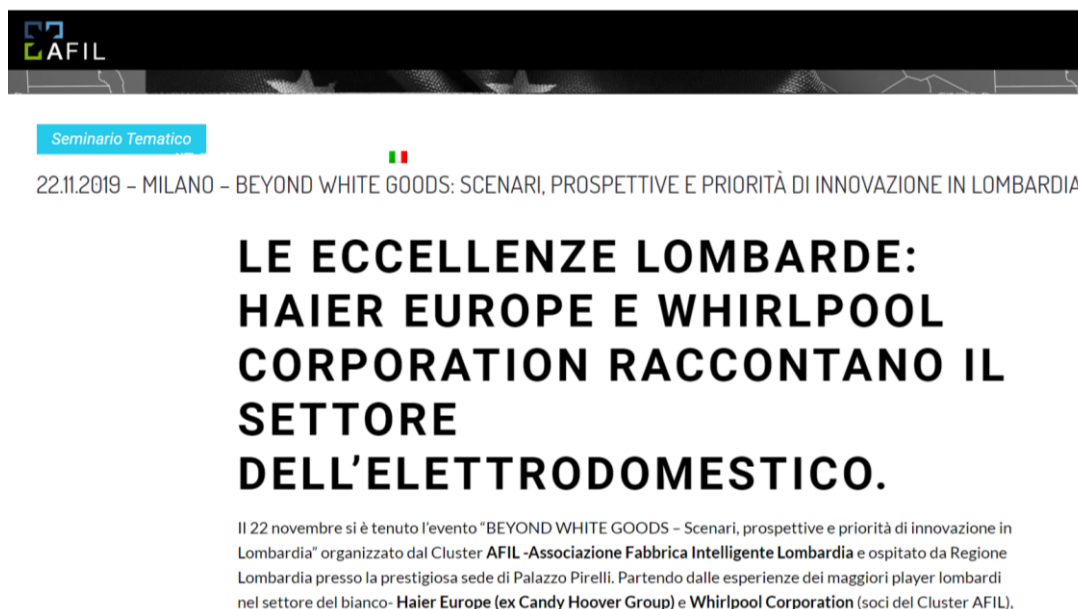 AFIL
Seminario Tematico
22.11.2019 – MILANO – BEYOND WHITE GOODS: SCENARI, PROSPETTIVE E PRIORITÀ DI INNOVAZIONE IN LOMBARDIA
LE ECCELLENZE LOMBARDE:
HAIER EUROPE E WHIRLPOOL
CORPORATION RACCONTANO IL
SETTORE
DELL’ELETTRODOMESTICO.
Il 22 novembre si è tenuto l’evento “BEYOND WHITE GOODS – Scenari, prospettive e priorità di innovazione in
Lombardia” organizzato dal Cluster AFIL -Associazione Fabbrica Intelligente Lombardia e ospitato da Regione
Lombardia presso la prestigiosa sede di Palazzo Pirelli. Partendo dalle esperienze dei maggiori player lombardi
nel settore del bianco- Haier Europe (ex Candy Hoover Group) e Whirlpool Corporation (soci del Cluster AFIL),